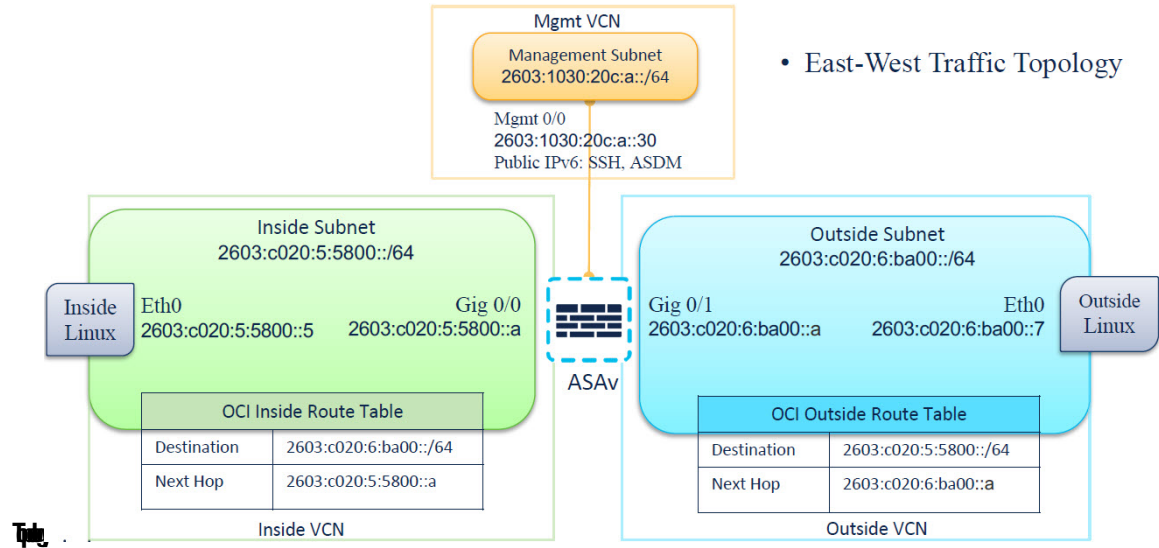 Mgmt VCN
Management Subnet
2603:1030:20c:a::/64
• East-West Traffic Topology
Mgmt 0/0
2603:1030:20c:a::30
Public IPv6: SSH, ASDM
Inside Subnet
2603:c020:5:5800::/64
Outside Subnet
2603:c020:6:ba00::/64
Inside
Linux
Eth0
2603:c020:5:5800::5
Gig 0/0
2603:c020:5:5800::a
ASAv
Gig 0/1
2603:c020:6:ba00::a
Eth0
2603:c020:6:ba00::7
Outside
Linux
OCI Inside Route Table
Destination 2603:c020:6:ba00::/64
Next Hop 2603:c020:5:5800::a
OCI Outside Route Table
Destination 2603:c020:5:5800::/64
Next Hop 2603:c020:6:ba00::a
Inside VCN
Outside VCN